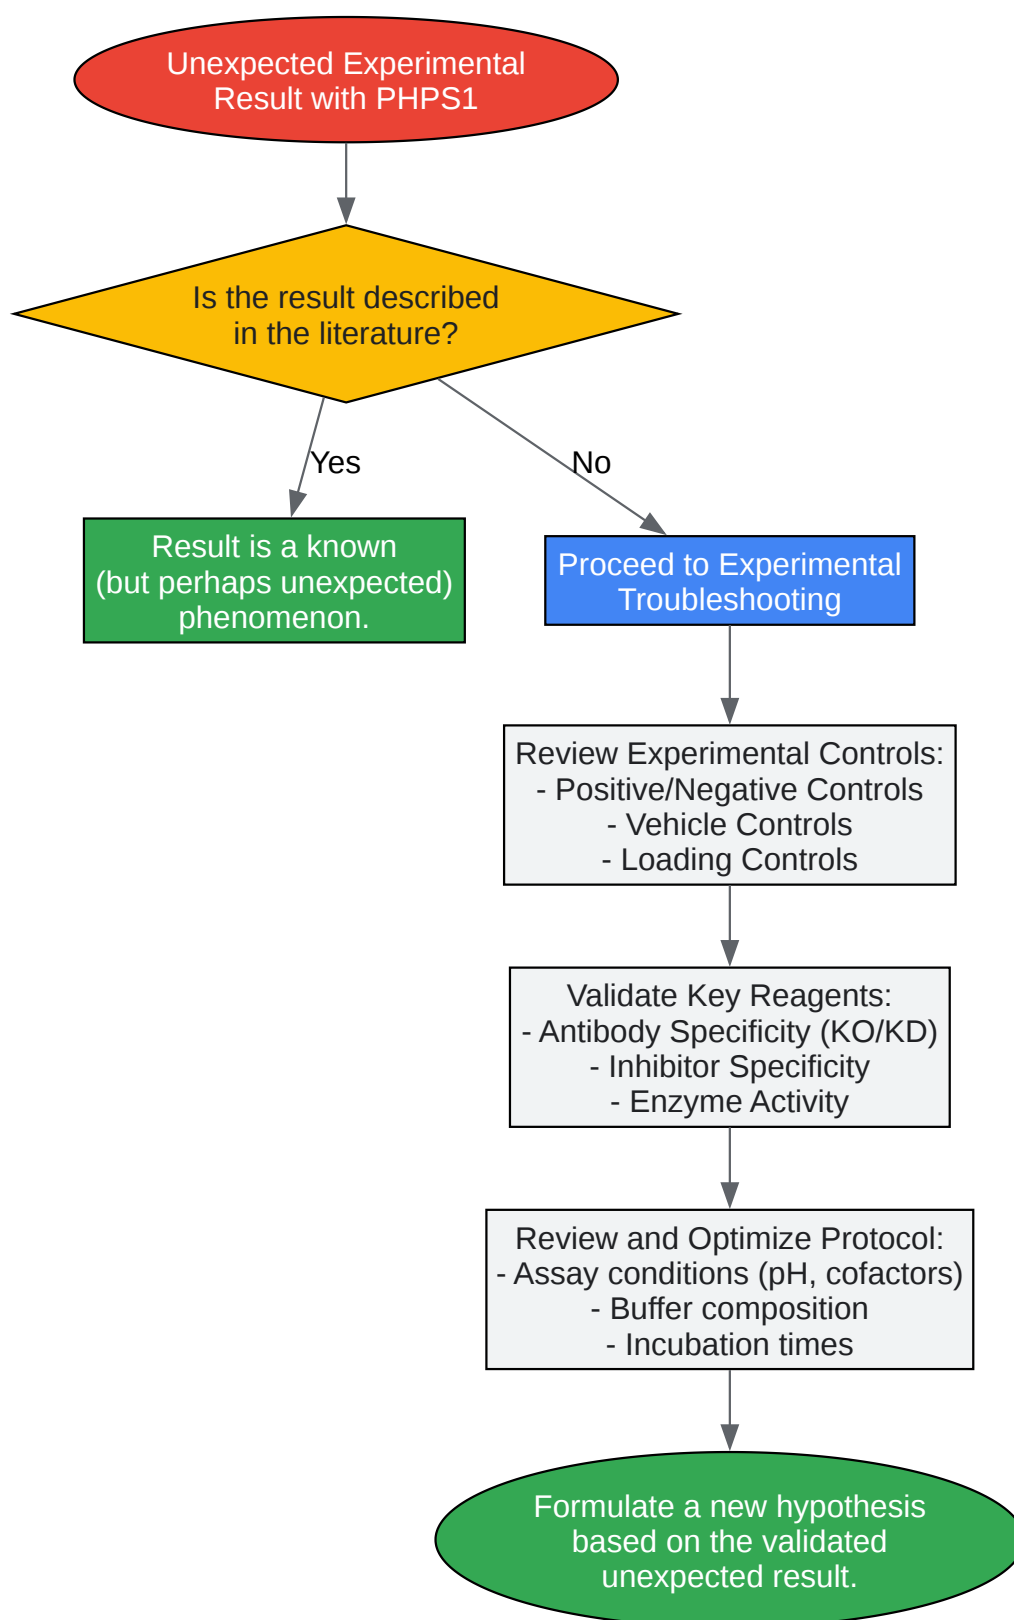 Unexpected Experimental
Result with PHPS1
Is the result described
in the literature?
Yes
No
Result is a known
(but perhaps unexpected)
phenomenon.
Proceed to Experimental
Troubleshooting
Review Experimental Controls:
- Positive/Negative Controls
- Vehicle Controls
- Loading Controls
Validate Key Reagents:
- Antibody Specificity (KO/KD)
- Inhibitor Specificity
- Enzyme Activity
Review and Optimize Protocol:
- Assay conditions (pH, cofactors)
- Buffer composition
- Incubation times
Formulate a new hypothesis
based on the validated
unexpected result.